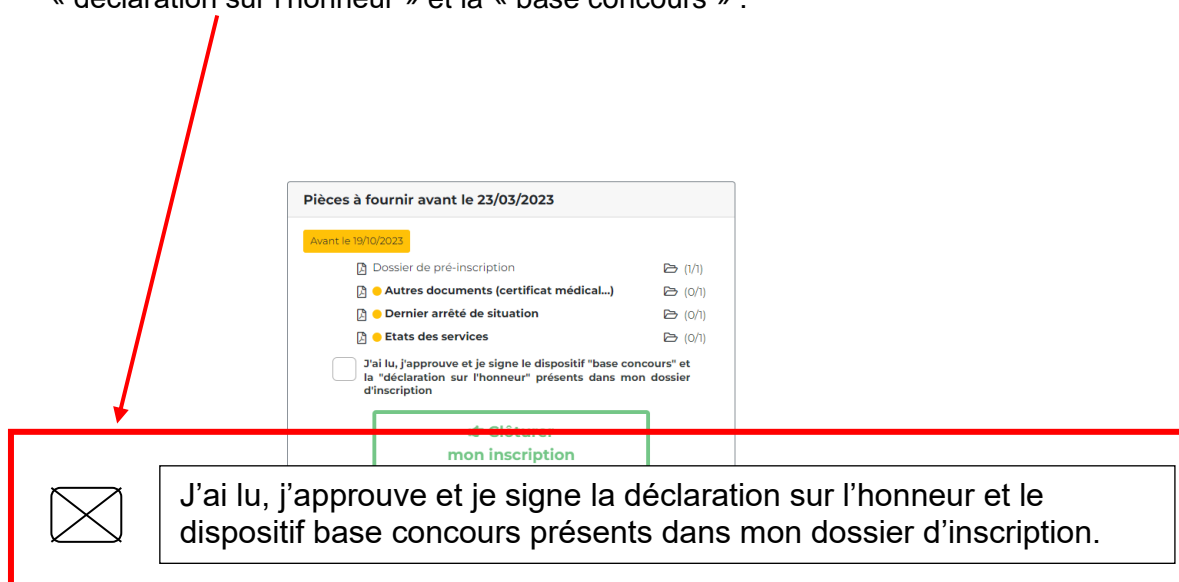 « déclaration sur l'honneur » et la « base concours » :
Pièces à fournir avant le 23/03/2023
Avant le 19/10/2023
Dossier de pré-inscription (1/1)
Autres documents (certificat médical...) (0/1)
Dernier arrêté de situation (0/1)
Etats des services (0/1)
J'ai lu, j'approuve et je signe le dispositif "base concours" et
la "déclaration sur l'honneur" présents dans mon dossier
d'inscription
Clôturer
mon inscription
J’ai lu, j’approuve et je signe la déclaration sur l’honneur et le
dispositif base concours présents dans mon dossier d’inscription.